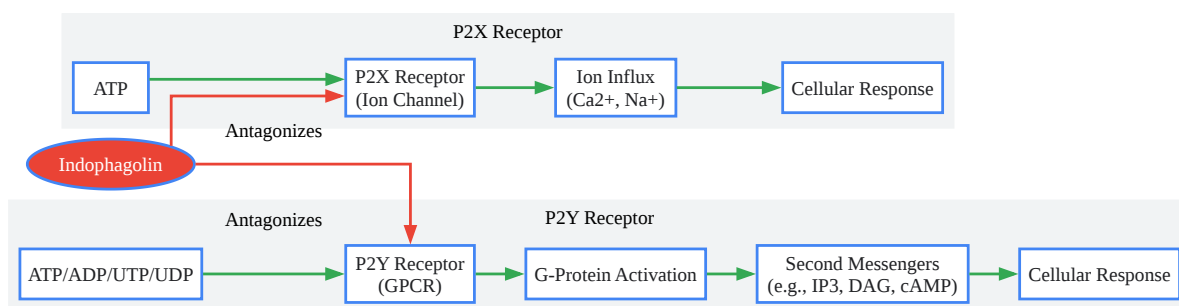 P2X Receptor
ATP
P2X Receptor
(Ion Channel)
Ion Influx
(Ca2+, Na+)
Cellular Response
Antagonizes
Indophagolin
Antagonizes
P2Y Receptor
ATP/ADP/UTP/UDP
P2Y Receptor
(GPCR)
G-Protein Activation
Second Messengers
(e.g., IP3, DAG, cAMP)
Cellular Response